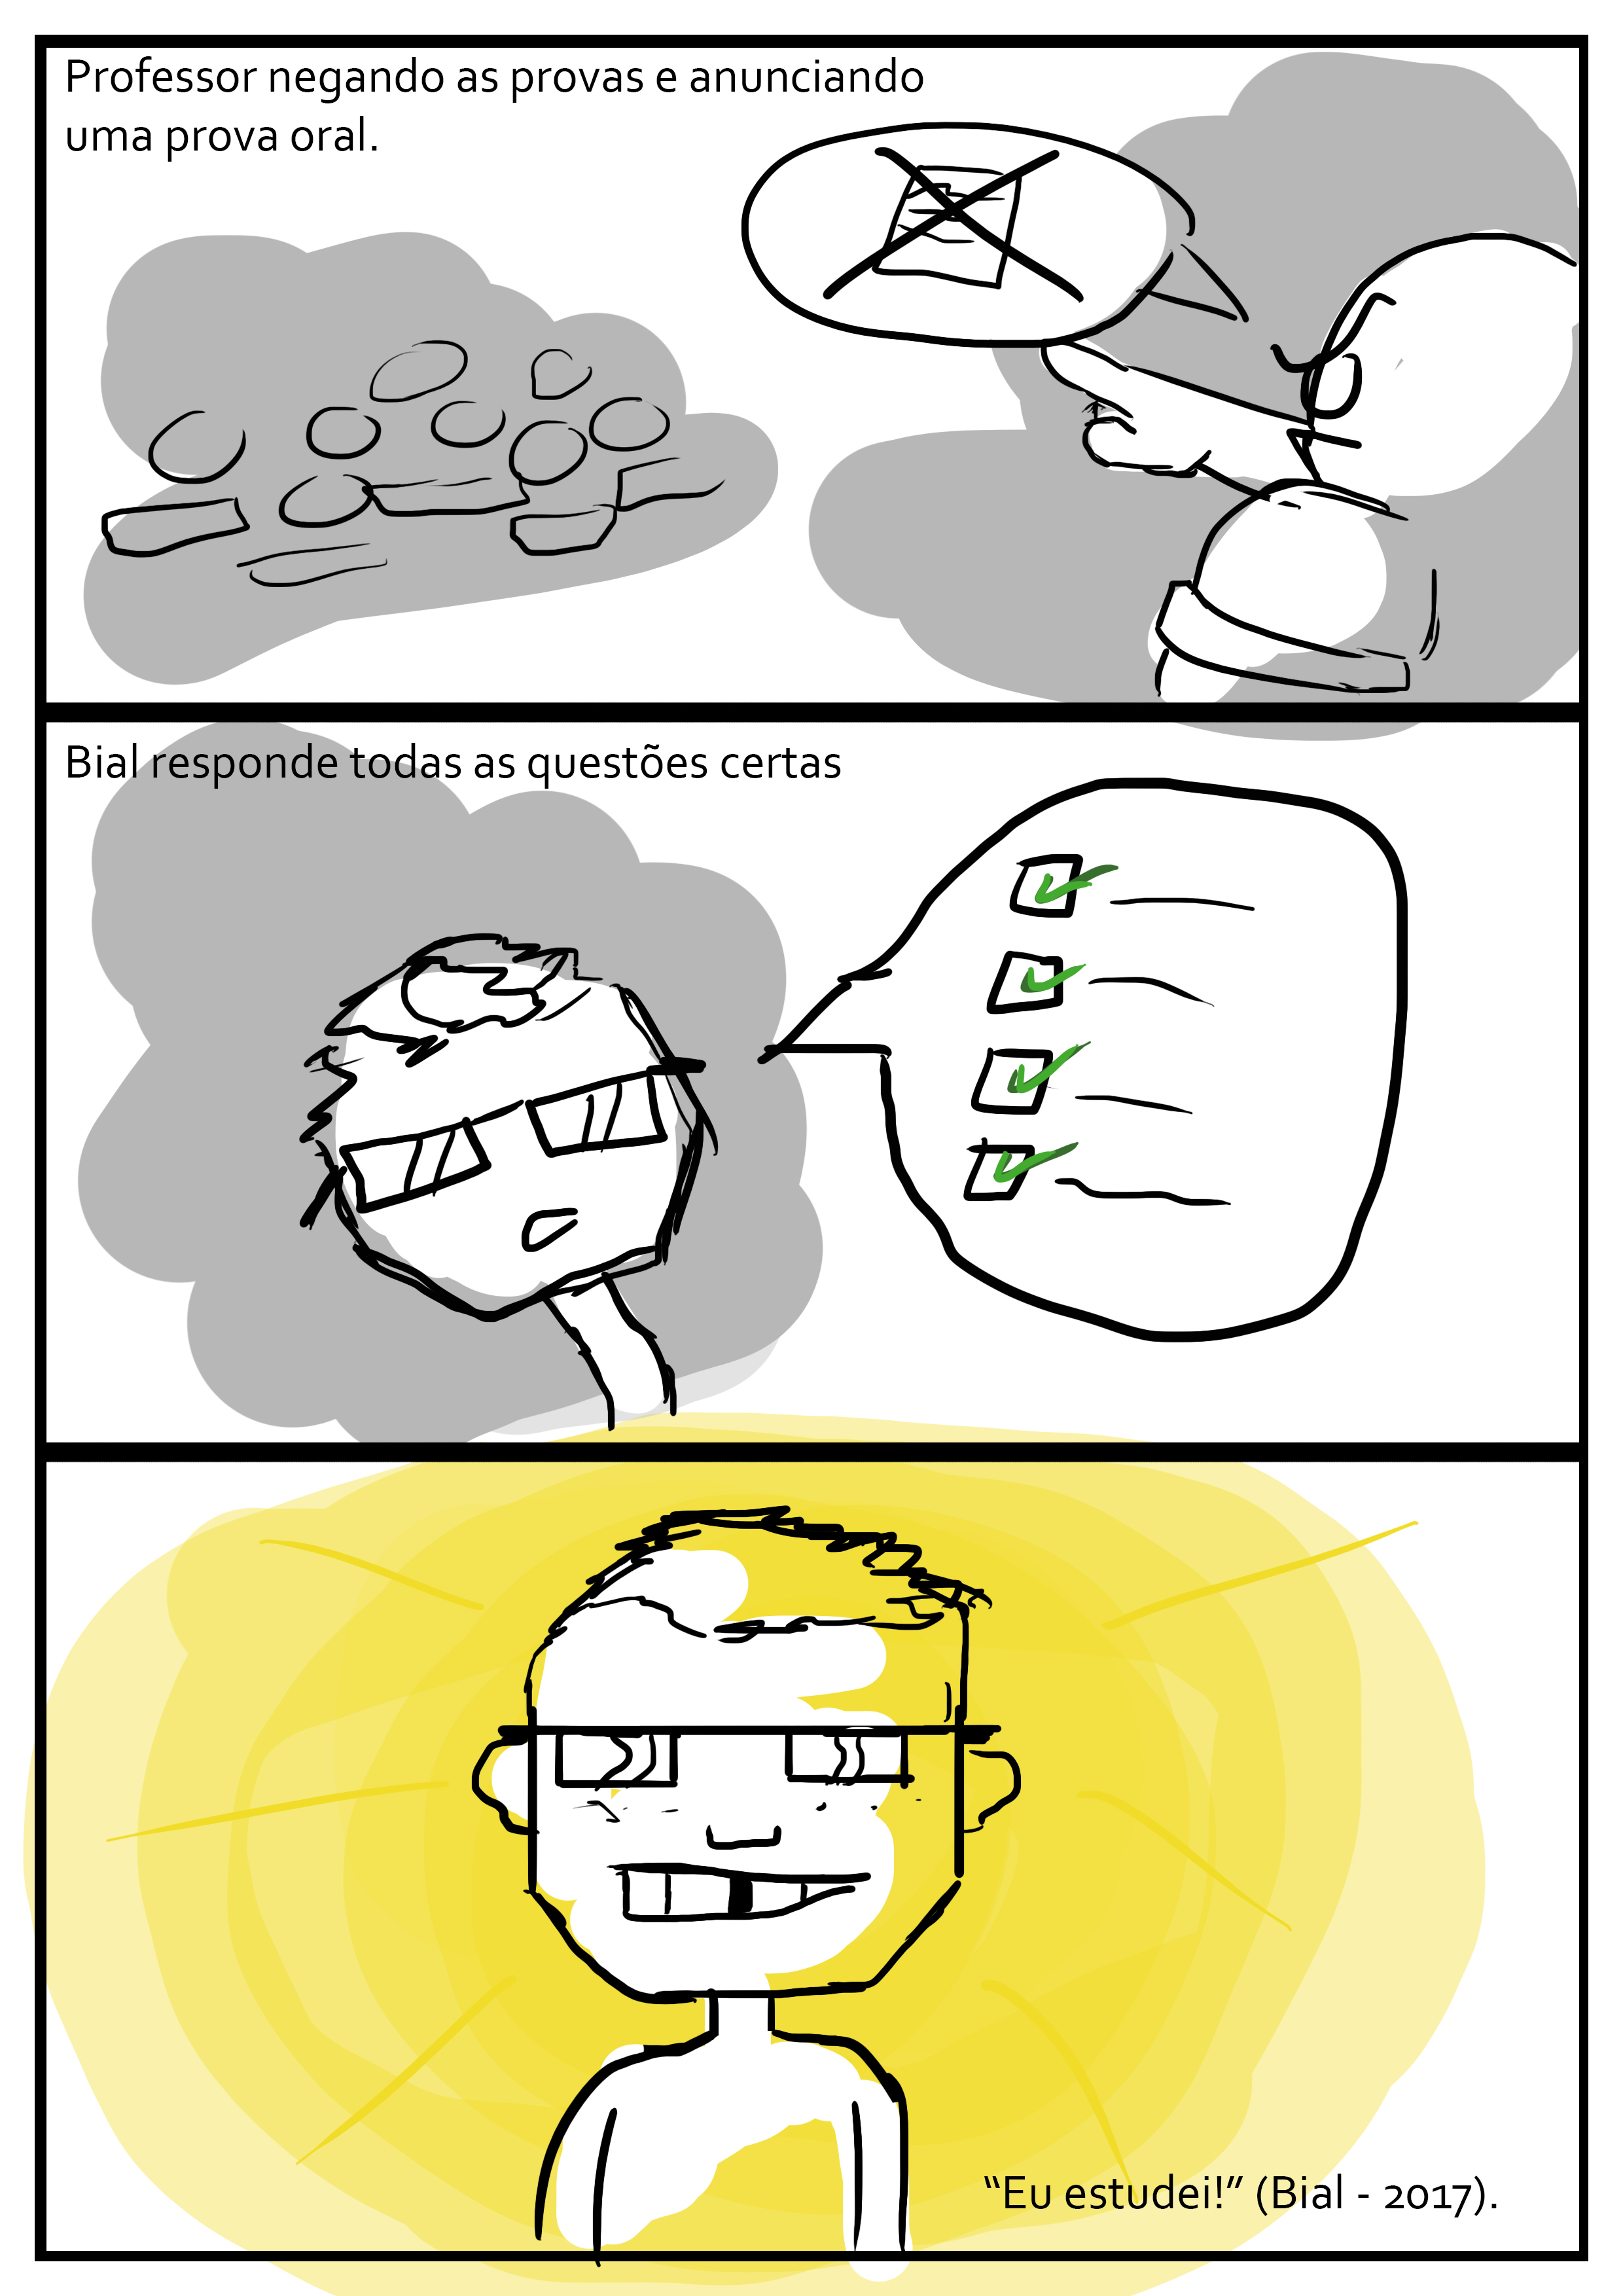 Professor negando as provas e anunciando
uma prova oral.
Bial responde todas as questões certas
“Eu estudei!” (Bial - 2017).